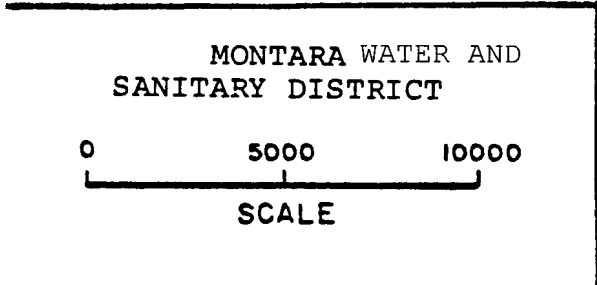 MONTARA WATER AND
SANITARY DISTRICT
0 5000 10000
SCALE